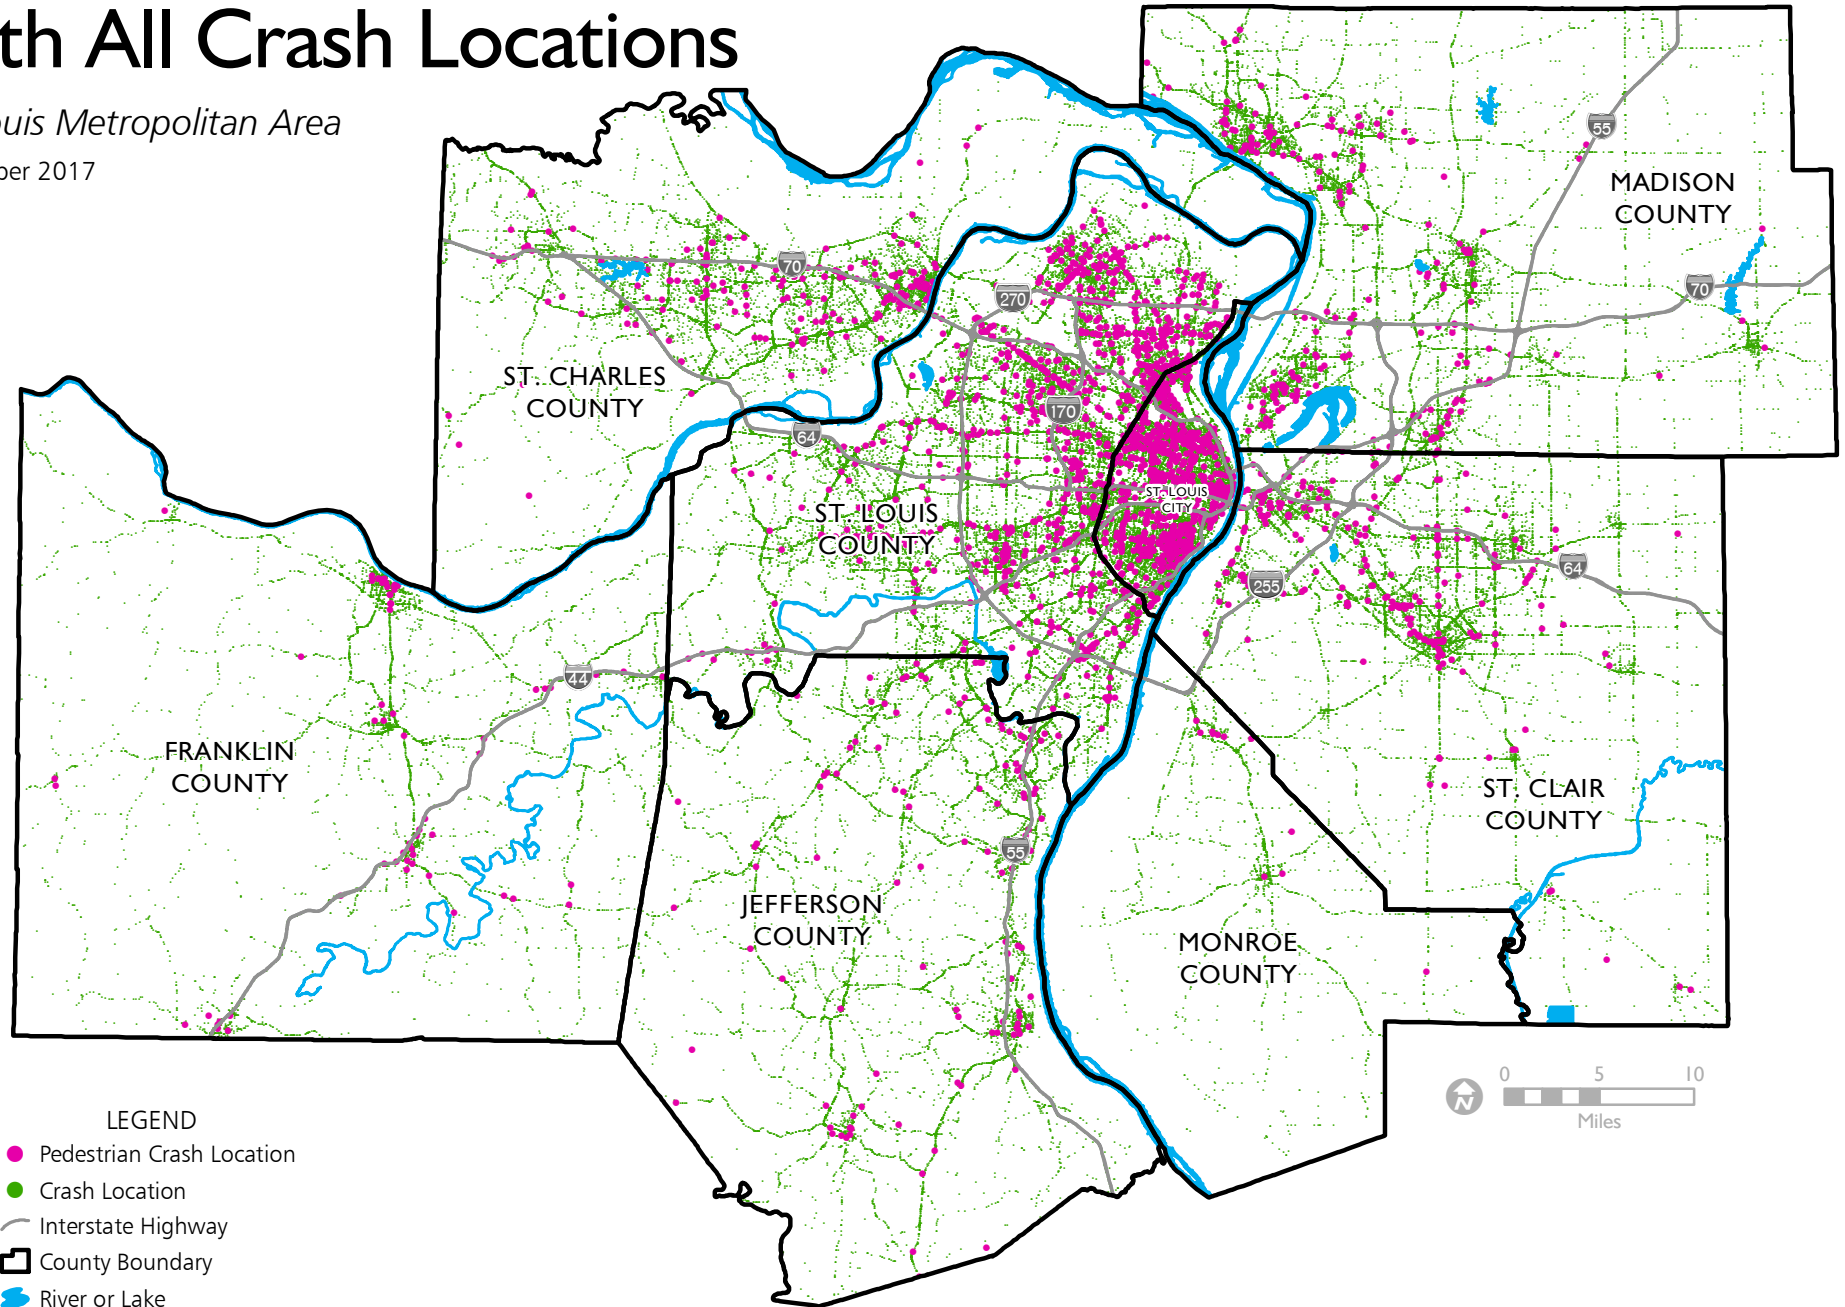 th All Crash Locations
uis Metropolitan Area
ber 2017
55
MADISON
COUNTY
70
270
70
ST. CHARLES
COUNTY
170
64
ST. LOUIS
CITY
ST. LOUIS
COUNTY
64
255
44
FRANKLIN
COUNTY
ST. CLAIR
COUNTY
55
JEFFERSON
COUNTY
MONROE
COUNTY
N
0 5 10
Miles
LEGEND
Pedestrian Crash Location
Crash Location
Interstate Highway
County Boundary
River or Lake